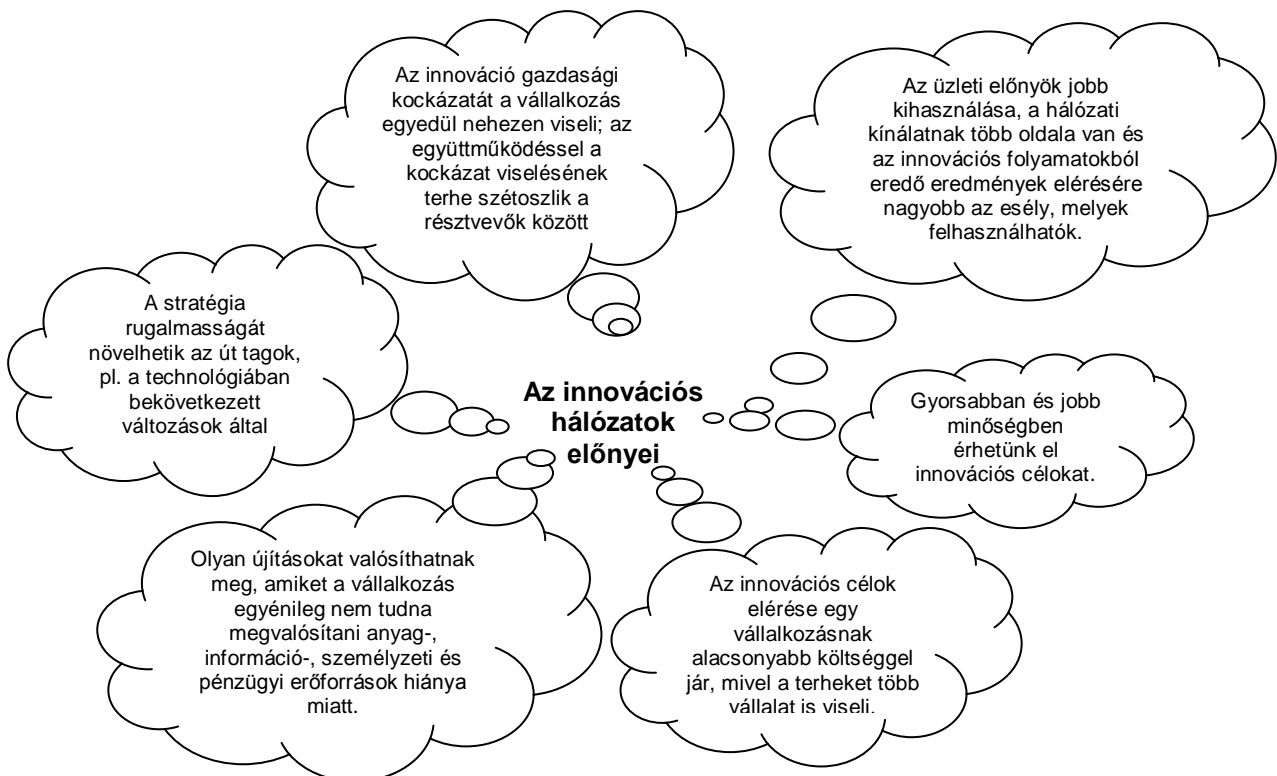 Az innováció gazdasági
kockázatát a vállalkozás
egyedül nehezen viseli; az
együttműködéssel a
kockázat viselésének
terhe szétoszlik a
résztvevők között
Az üzleti előnyök jobb
kihasználása, a hálózati
kínálatnak több oldala van és
az innovációs folyamatokból
eredő eredmények elérésére
nagyobb az esély, melyek
felhasználhatók.
A stratégia
rugalmasságát
növelhetik az út tagok,
pl. a technológiában
bekövetkezett
változások által
Az innovációs
hálózatok
előnyei
Gyorsabban és jobb
minőségben
érhetünk el
innovációs célokat.
Olyan újításokat valósíthatnak
meg, amiket a vállalkozás
egyénileg nem tudna
megvalósítani anyag-,
információ-, személyzeti és
pénzügyi erőforrások hiánya
miatt.
Az innovációs célok
elérése egy
vállalkozásnak
alacsonyabb költséggel
jár, mivel a terheket több
vállalat is viseli.